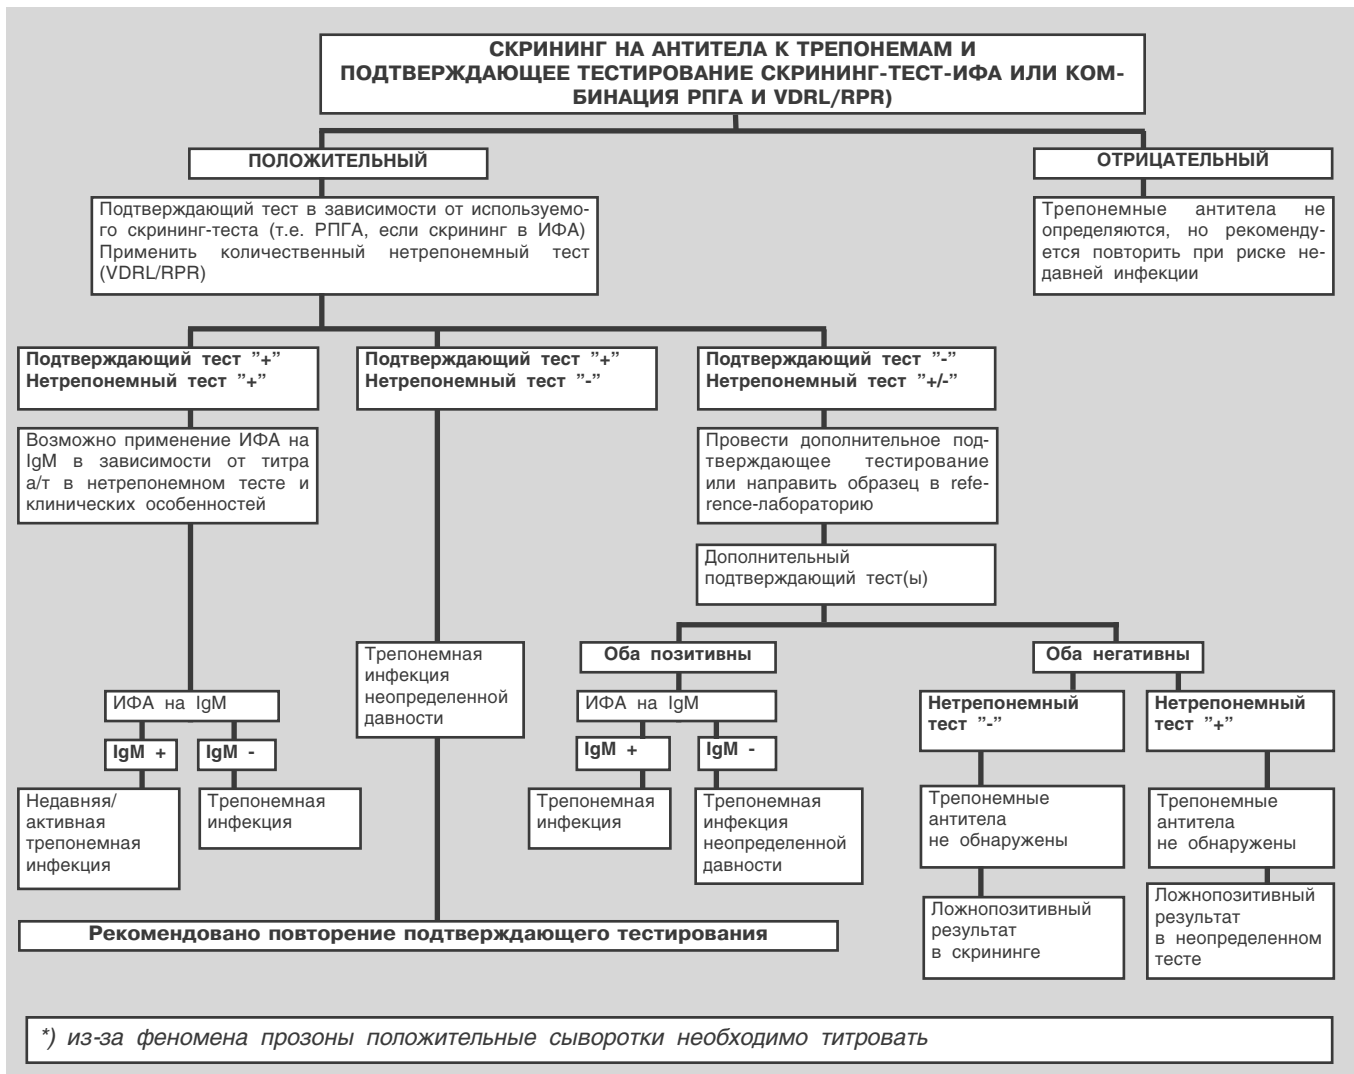 СКРИНИНГ НА АНТИТЕЛА К ТРЕПОНЕМАМ И
ПОДТВЕРЖДАЮЩЕЕ ТЕСТИРОВАНИЕ СКРИНИНГ-ТЕСТ-ИФА ИЛИ КОМ-
БИНАЦИЯ РПГА И VDRL/RPR)
ПОЛОЖИТЕЛЬНЫЙ
ОТРИЦАТЕЛЬНЫЙ
Подтверждающий тест в зависимости от используемо-
го скрининг-теста (т.е. РПГА, если скрининг в ИФА)
Применить количественный нетрепонемный тест
(VDRL/RPR)
Трепонемные антитела не
определяются, но рекоменду-
ется повторить при риске не-
давней инфекции
Подтверждающий тест ”+”
Нетрепонемный тест ”+”
Подтверждающий тест ”+”
Нетрепонемный тест ”-”
Подтверждающий тест ”-”
Нетрепонемный тест ”+/-”
Возможно применение ИФА на
IgM в зависимости от титра
а/т в нетрепонемном тесте и
клинических особенностей
Провести дополнительное под-
тверждающее тестирование
или направить образец в refe-
rence-лабораторию
Дополнительный
подтверждающий тест(ы)
Трепонемная
инфекция
неопределенной
давности
Оба позитивны
Оба негативны
ИФА на IgM
IgM +
IgM -
ИФА на IgM
IgM +
IgM -
Нетрепонемный
тест ”-”
Нетрепонемный
тест ”+”
Недавняя/
активная
трепонемная
инфекция
Трепонемная
инфекция
Трепонемная
инфекция
Трепонемная
инфекция
неопределенной
давности
Трепонемные
антитела
не обнаружены
Трепонемные
антитела
не обнаружены
Рекомендовано повторение подтверждающего тестирования
Ложнопозитивный
результат
в скрининге
Ложнопозитивный
результат
в неопределенном
тесте
*) из-за феномена прозоны положительные сыворотки необходимо титровать